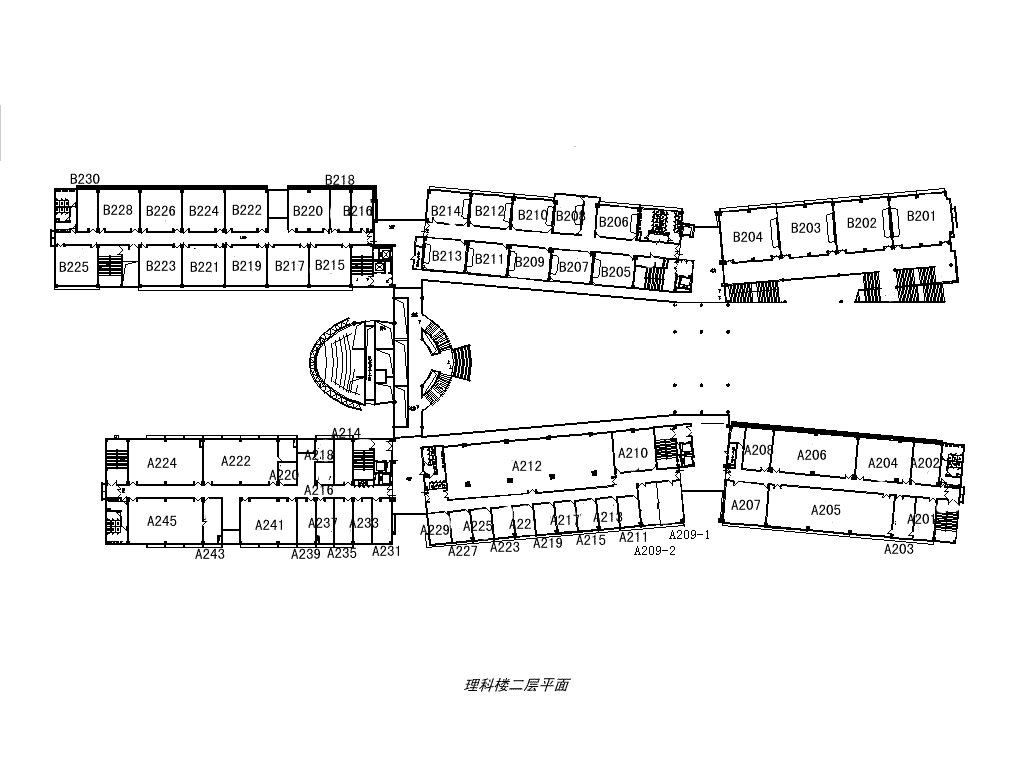 B230 B218
B228 B226 B224 B222 B220 B216
B214 B212 B210 B208 B206
B204 B203 B202 B201
B225 B223 B221 B219 B217 B215
B213 B211 B209 B207 B205
A214
A224 A222 A220 A218 A216
A212 A210
A208 A206 A204 A202
A245 A241 A237 A233
A243 A239 A235 A231
A229 A225 A22 A217 A213
A227 A223 A219 A215 A211
A209-2 A209-1
A207 A205 A201
A203
理科楼二层平面